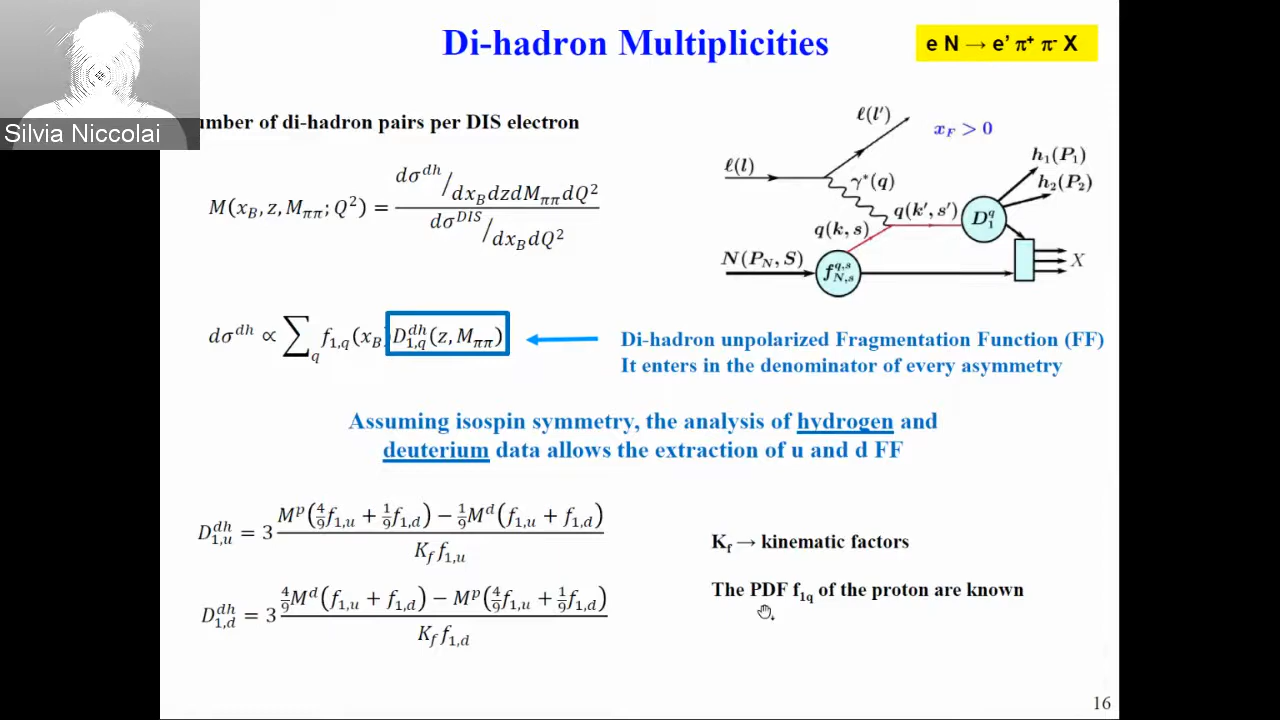 Di-hadron Multiplicities
e N → e’ π⁺ π⁻ X
Silvia Niccolai
umber of di-hadron pairs per DIS electron
M(x_B, z, M_ππ; Q²) = (dσ^dh / dx_B dz dM_ππ dQ²) / (dσ^DIS / dx_B dQ²)
ℓ(l′)
x_F > 0
ℓ(l)
γ*(q)
h₁(P₁)
h₂(P₂)
q(k, s)
q(k′, s′)
D₁^q
N(P_N, S)
f_{N,s}^{q,s}
X
dσ^dh ∝ ∑_q f_{1,q}(x_B) D_{1,q}^{dh}(z, M_ππ)
Di-hadron unpolarized Fragmentation Function (FF)
It enters in the denominator of every asymmetry
Assuming isospin symmetry, the analysis of hydrogen and
deuterium data allows the extraction of u and d FF
D_{1,u}^{dh} = 3 (M^p(4/9 f_{1,u} + 1/9 f_{1,d}) − 1/9 M^d(f_{1,u} + f_{1,d})) / (K_f f_{1,u})
D_{1,d}^{dh} = 3 (4/9 M^d(f_{1,u} + f_{1,d}) − M^p(4/9 f_{1,u} + 1/9 f_{1,d})) / (K_f f_{1,d})
K_f → kinematic factors
The PDF f_{1q} of the proton are known
16